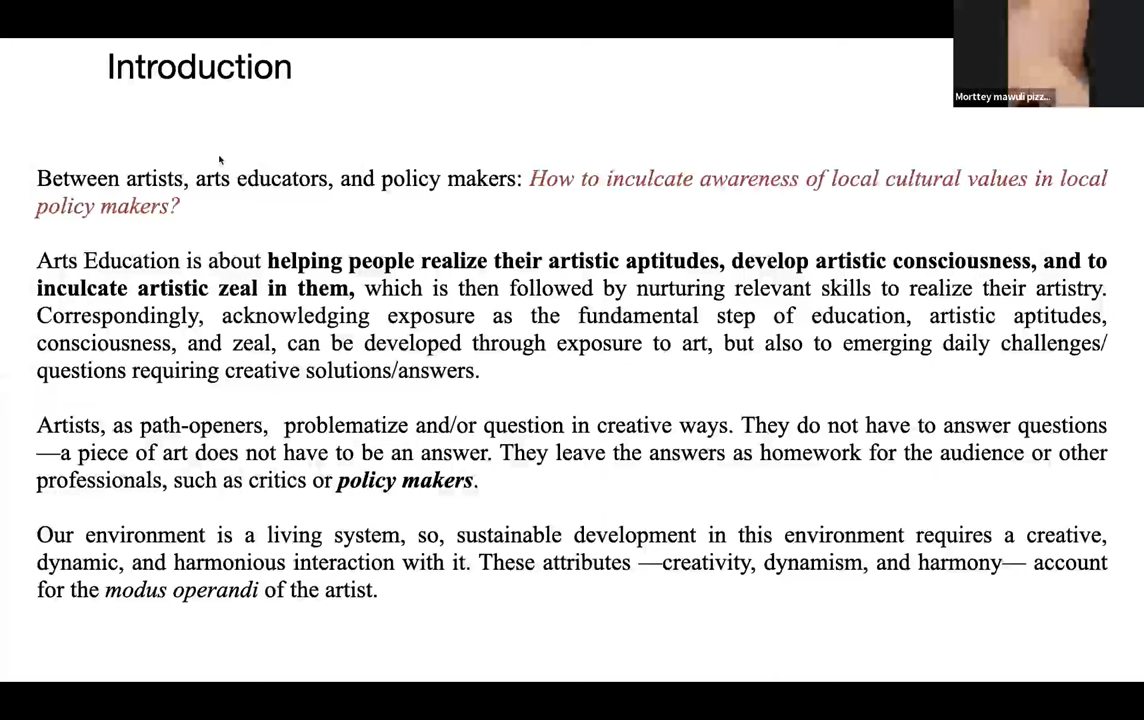 Introduction
Morttey mawuli pizz...
Between artists, arts educators, and policy makers: How to inculcate awareness of local cultural values in local
policy makers?
Arts Education is about helping people realize their artistic aptitudes, develop artistic consciousness, and to
inculcate artistic zeal in them, which is then followed by nurturing relevant skills to realize their artistry.
Correspondingly, acknowledging exposure as the fundamental step of education, artistic aptitudes,
consciousness, and zeal, can be developed through exposure to art, but also to emerging daily challenges/
questions requiring creative solutions/answers.
Artists, as path-openers, problematize and/or question in creative ways. They do not have to answer questions
—a piece of art does not have to be an answer. They leave the answers as homework for the audience or other
professionals, such as critics or policy makers.
Our environment is a living system, so, sustainable development in this environment requires a creative,
dynamic, and harmonious interaction with it. These attributes —creativity, dynamism, and harmony— account
for the modus operandi of the artist.